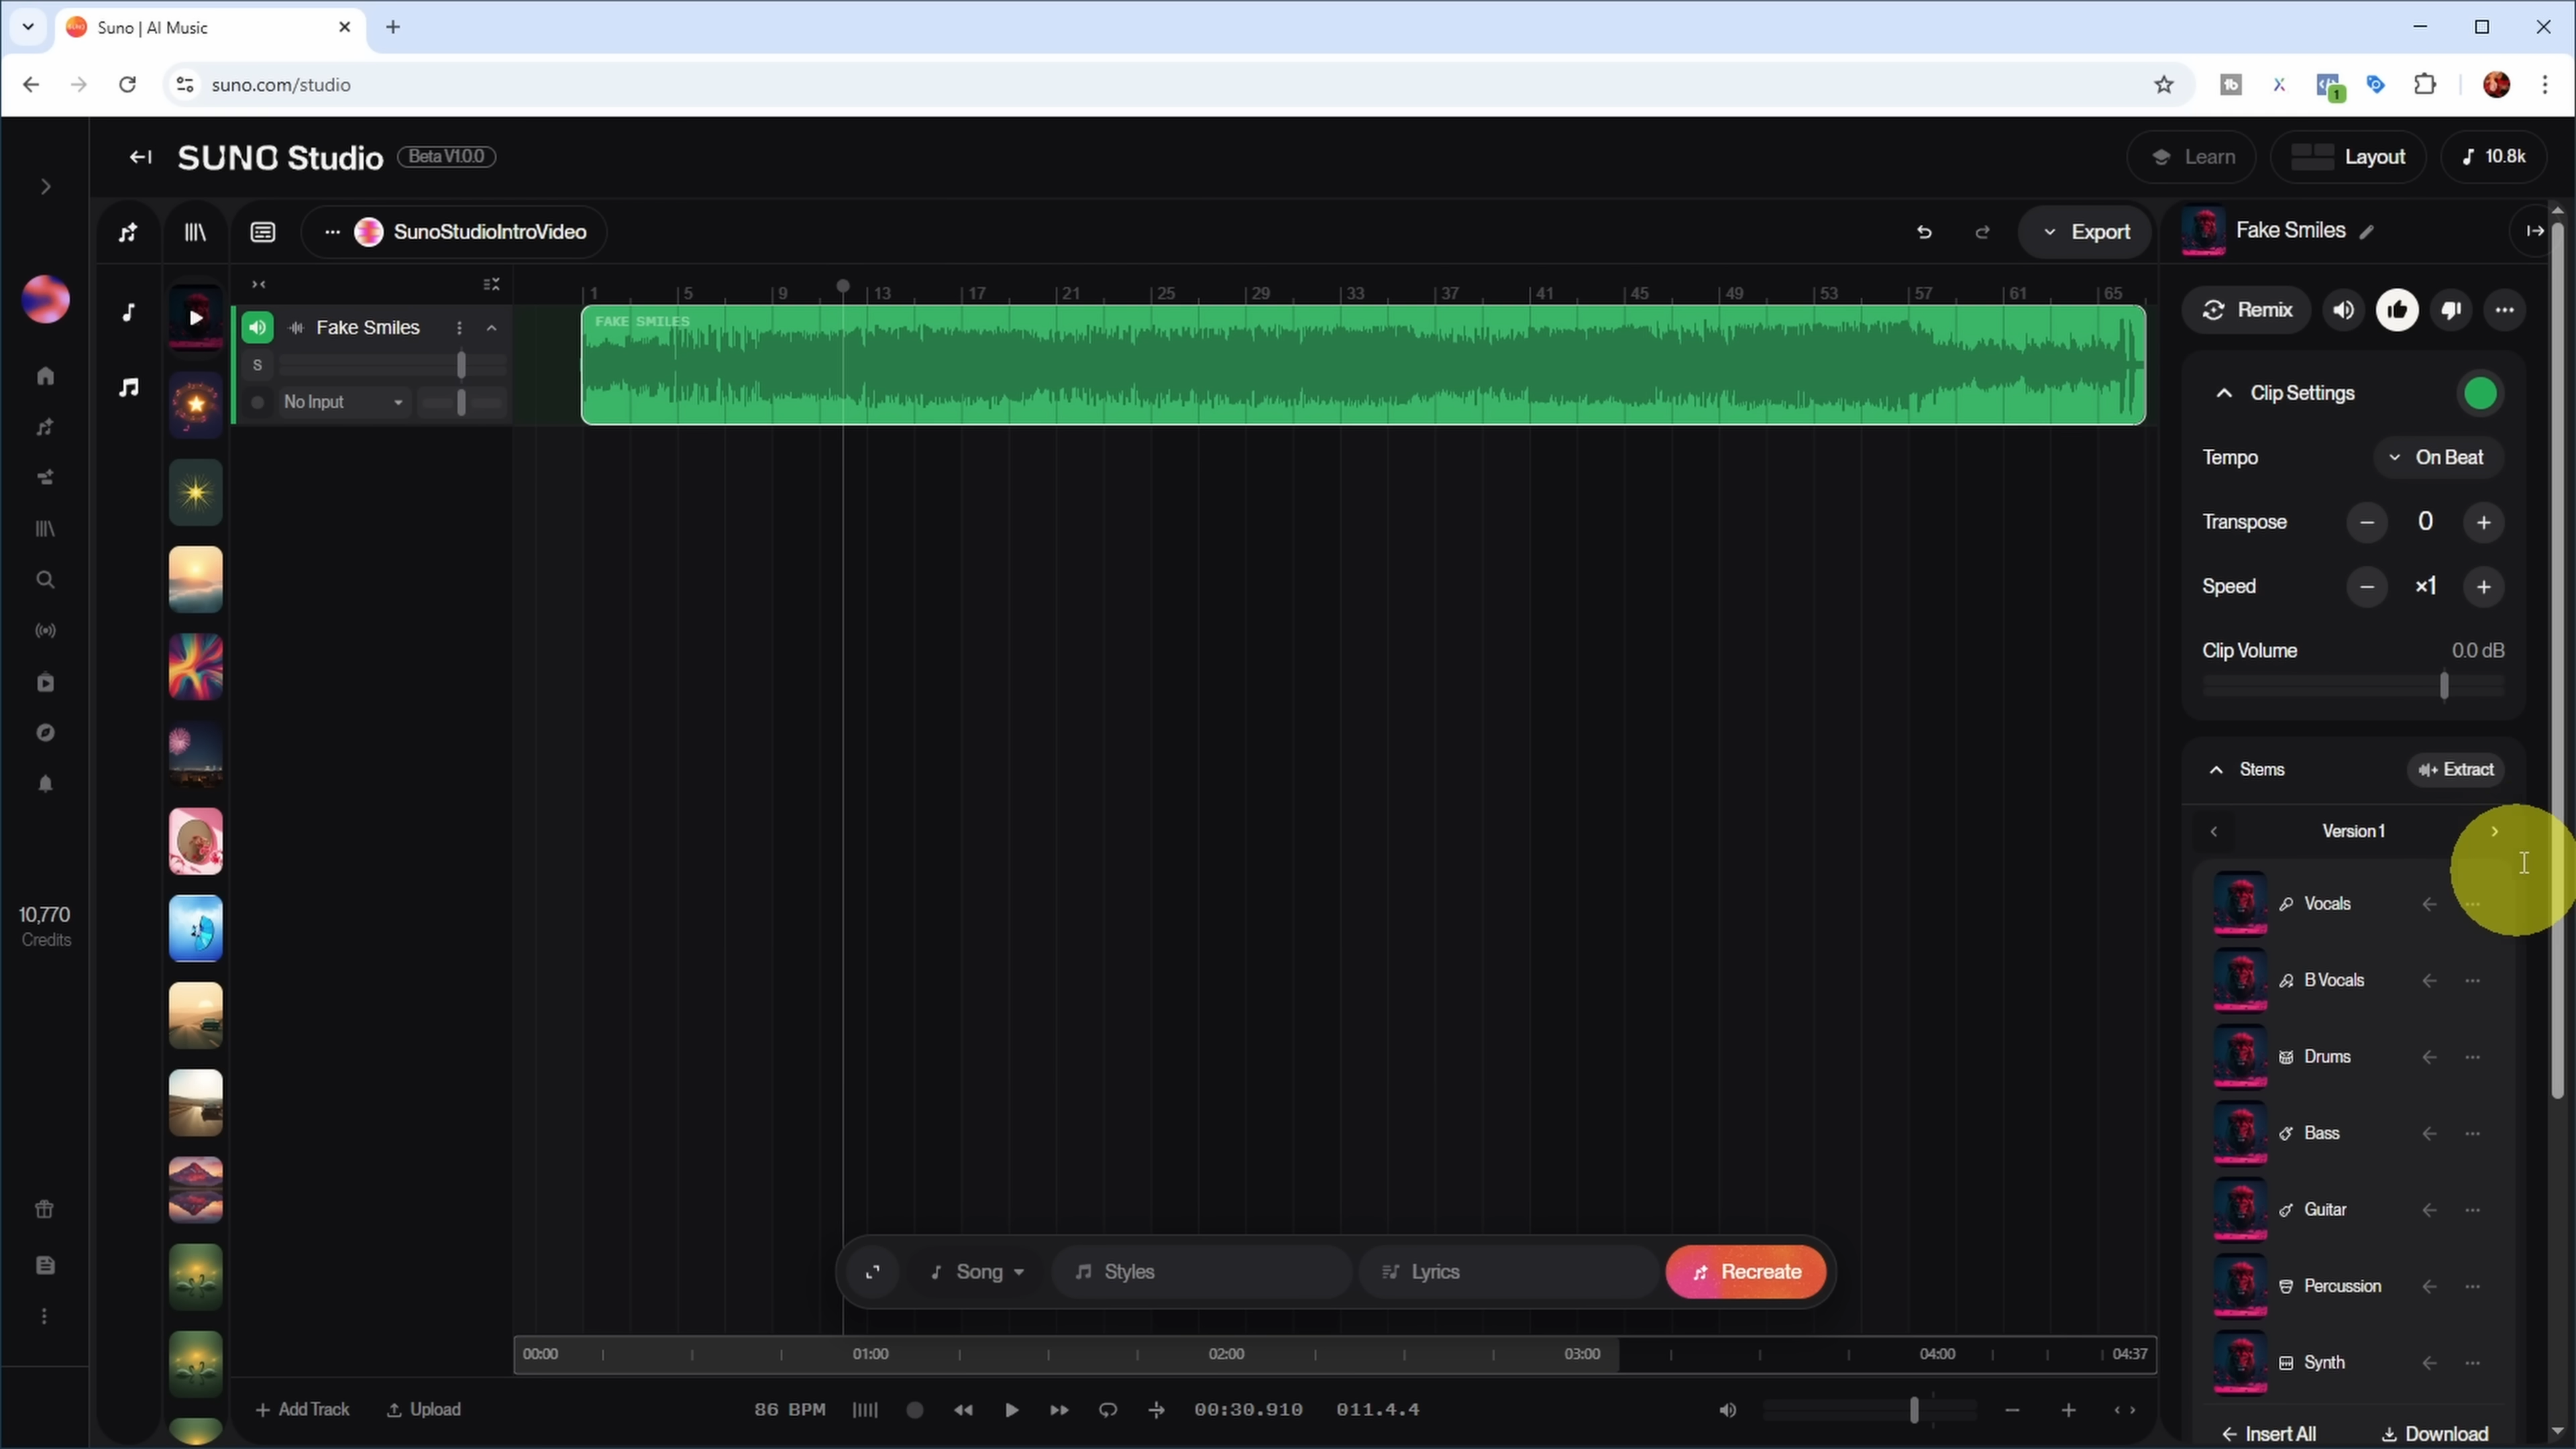 Suno | AI Music
suno.com/studio
1
SUNO Studio
Beta V1.0.0
Learn
Layout
10.8k
SunoStudioIntroVideo
Export
Fake Smiles
1 5 9 13 17 21 25 29 33 37 41 45 49 53 57 61 65
Fake Smiles
FAKE SMILES
S
No Input
Remix
Clip Settings
Tempo
On Beat
Transpose
0
Speed
×1
Clip Volume
0.0 dB
Stems
Extract
Version 1
Vocals
B Vocals
Drums
Bass
Guitar
Percussion
Synth
Insert All
Download
10,770
Credits
Song
Styles
Lyrics
Recreate
00:00 01:00 02:00 03:00 04:00 04:37
Add Track
Upload
86 BPM
00:30.910
011.4.4